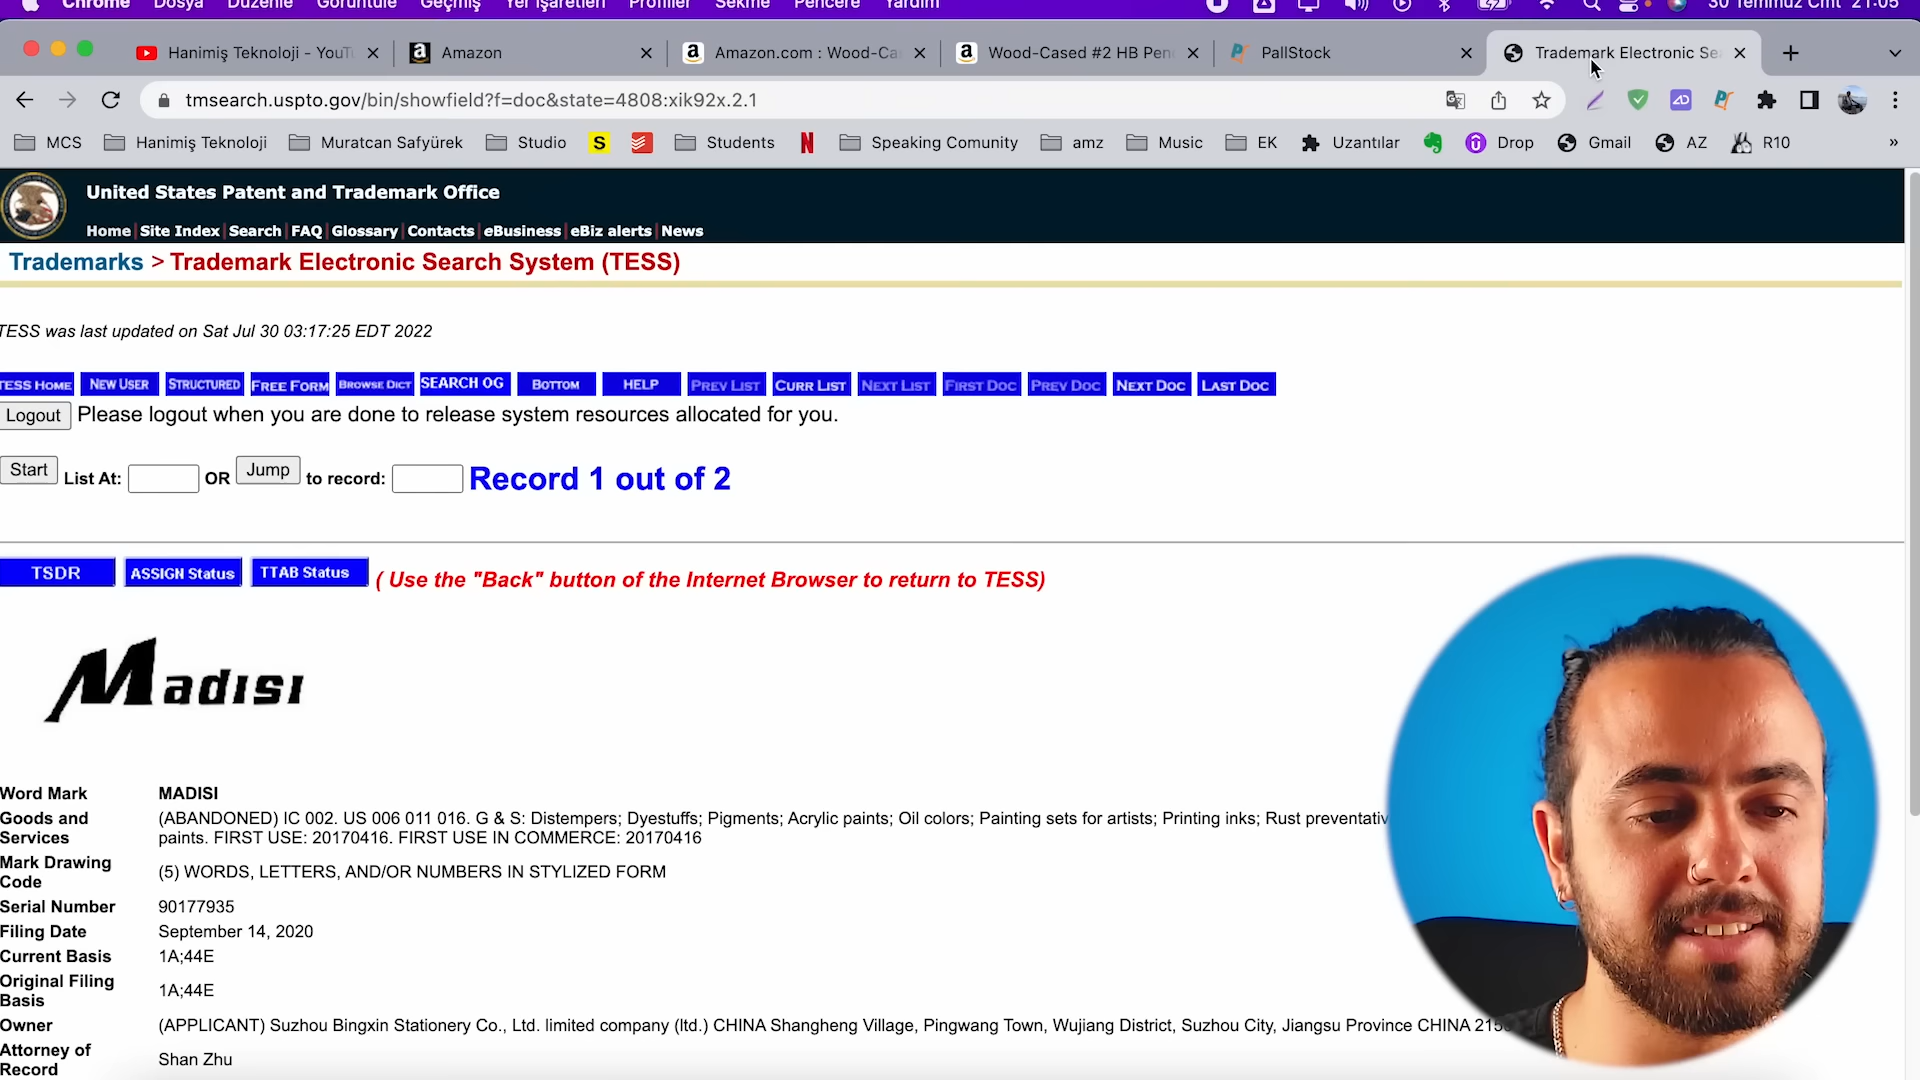 Chrome Dosya Düzenle Görüntüle Geçmiş Yer İşaretleri Profiller Sekme Pencere Yardım 30 Temmuz Cmt 21:05
Hanimiş Teknoloji - YouTu Amazon Amazon.com : Wood-Ca Wood-Cased #2 HB Pen PallStock Trademark Electronic Se
tmsearch.uspto.gov/bin/showfield?f=doc&state=4808:xik92x.2.1
MCS Hanimiş Teknoloji Muratcan Safyürek Studio S Students N Speaking Comunity amz Music EK Uzantılar Drop Gmail AZ R10 »
United States Patent and Trademark Office
Home | Site Index | Search | FAQ | Glossary | Contacts | eBusiness | eBiz alerts | News
Trademarks > Trademark Electronic Search System (TESS)
TESS was last updated on Sat Jul 30 03:17:25 EDT 2022
TESS HOME NEW USER STRUCTURED FREE FORM BROWSE DICT SEARCH OG BOTTOM HELP PREV LIST CURR LIST NEXT LIST FIRST DOC PREV DOC NEXT DOC LAST DOC
Logout Please logout when you are done to release system resources allocated for you.
Start List At: OR Jump to record: Record 1 out of 2
TSDR ASSIGN Status TTAB Status ( Use the "Back" button of the Internet Browser to return to TESS)
MADISI
Word Mark MADISI
Goods and Services (ABANDONED) IC 002. US 006 011 016. G & S: Distempers; Dyestuffs; Pigments; Acrylic paints; Oil colors; Painting sets for artists; Printing inks; Rust preventativ
paints. FIRST USE: 20170416. FIRST USE IN COMMERCE: 20170416
Mark Drawing Code (5) WORDS, LETTERS, AND/OR NUMBERS IN STYLIZED FORM
Serial Number 90177935
Filing Date September 14, 2020
Current Basis 1A;44E
Original Filing Basis 1A;44E
Owner (APPLICANT) Suzhou Bingxin Stationery Co., Ltd. limited company (ltd.) CHINA Shangheng Village, Pingwang Town, Wujiang District, Suzhou City, Jiangsu Province CHINA
Attorney of Record Shan Zhu